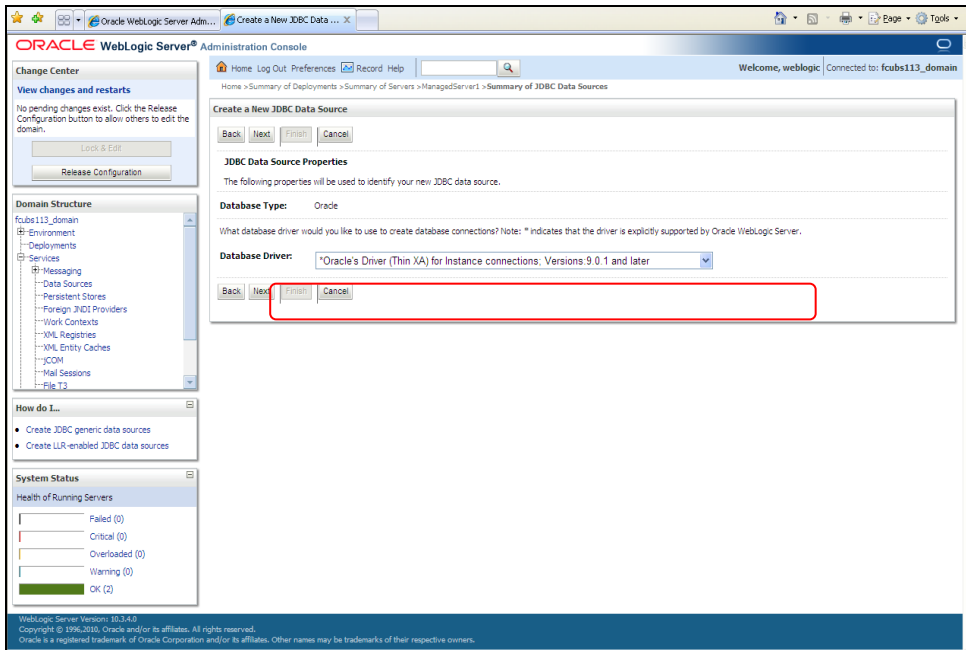 Oracle WebLogic Server Adm...
Create a New JDBC Data ... X
Page
Tools
ORACLE WebLogic Server® Administration Console
Change Center
View changes and restarts
No pending changes exist. Click the Release
Configuration button to allow others to edit the
domain.
Lock & Edit
Release Configuration
Domain Structure
fcubs113_domain
Environment
Deployments
Services
Messaging
Data Sources
Persistent Stores
Foreign JNDI Providers
Work Contexts
XML Registries
XML Entity Caches
jCOM
Mail Sessions
File T3
How do I...
Create JDBC generic data sources
Create LLR-enabled JDBC data sources
System Status
Health of Running Servers
Failed (0)
Critical (0)
Overloaded (0)
Warning (0)
OK (2)
Home Log Out Preferences Record Help
Welcome, weblogic Connected to: fcubs113_domain
Home >Summary of Deployments >Summary of Servers >ManagedServer1 >Summary of JDBC Data Sources
Create a New JDBC Data Source
Back Next Finish Cancel
JDBC Data Source Properties
The following properties will be used to identify your new JDBC data source.
Database Type: Oracle
What database driver would you like to use to create database connections? Note: * indicates that the driver is explicitly supported by Oracle WebLogic Server.
Database Driver: *Oracle's Driver (Thin XA) for Instance connections; Versions:9.0.1 and later
Back Next Finish Cancel
WebLogic Server Version: 10.3.4.0
Copyright © 1996,2010, Oracle and/or its affiliates. All rights reserved.
Oracle is a registered trademark of Oracle Corporation and/or its affiliates. Other names may be trademarks of their respective owners.